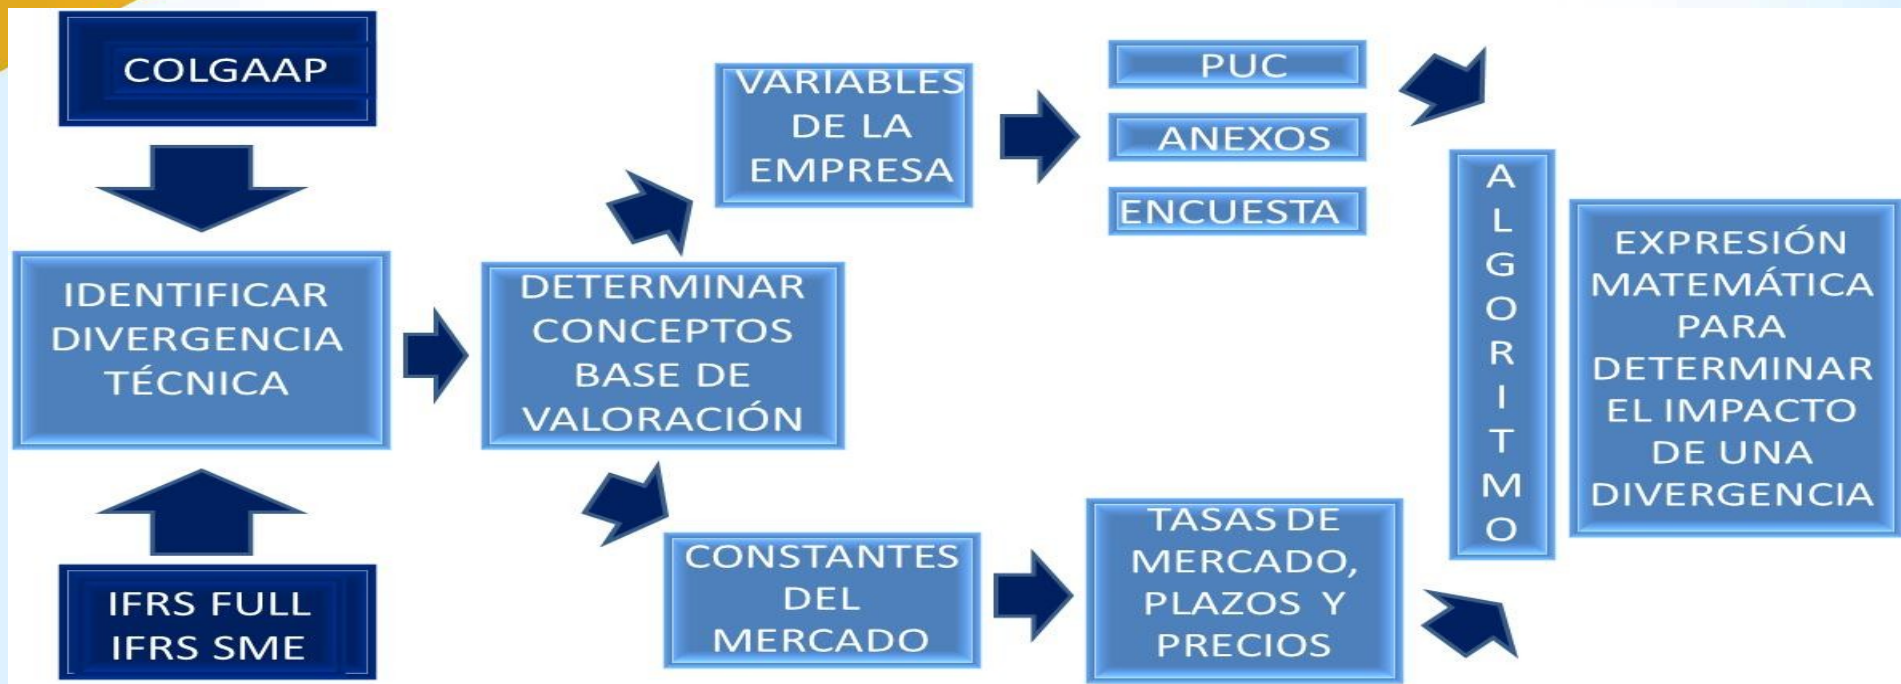 COLGAAP
IDENTIFICAR
DIVERGENCIA
TÉCNICA
IFRS FULL
IFRS SME
DETERMINAR
CONCEPTOS
BASE DE
VALORACIÓN
VARIABLES
DE LA
EMPRESA
PUC
ANEXOS
ENCUESTA
CONSTANTES
DEL
MERCADO
TASAS DE
MERCADO,
PLAZOS Y
PRECIOS
A
L
G
O
R
I
T
M
O
EXPRESIÓN
MATEMÁTICA
PARA
DETERMINAR
EL IMPACTO
DE UNA
DIVERGENCIA